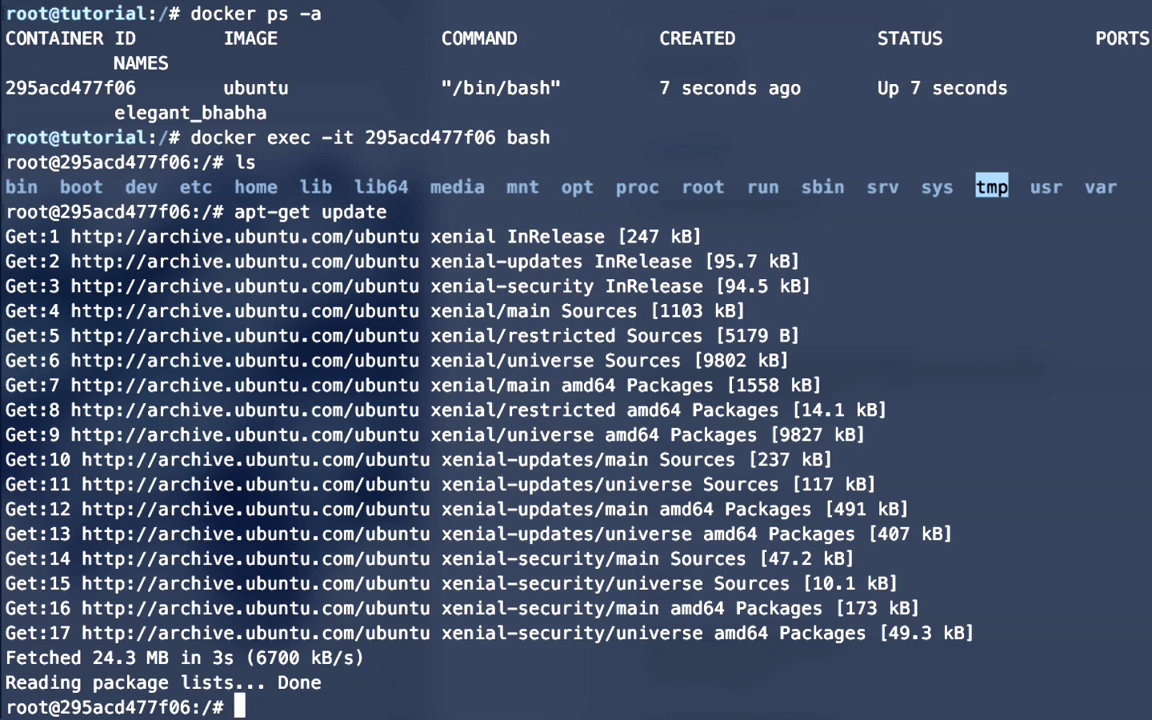 root@tutorial:/# docker ps -a
CONTAINER ID        IMAGE               COMMAND             CREATED             STATUS              PORTS
          NAMES
295acd477f06        ubuntu              "/bin/bash"         7 seconds ago       Up 7 seconds
          elegant_bhabha
root@tutorial:/# docker exec -it 295acd477f06 bash
root@295acd477f06:/# ls
bin  boot  dev  etc  home  lib  lib64  media  mnt  opt  proc  root  run  sbin  srv  sys  tmp  usr  var
root@295acd477f06:/# apt-get update
Get:1 http://archive.ubuntu.com/ubuntu xenial InRelease [247 kB]
Get:2 http://archive.ubuntu.com/ubuntu xenial-updates InRelease [95.7 kB]
Get:3 http://archive.ubuntu.com/ubuntu xenial-security InRelease [94.5 kB]
Get:4 http://archive.ubuntu.com/ubuntu xenial/main Sources [1103 kB]
Get:5 http://archive.ubuntu.com/ubuntu xenial/restricted Sources [5179 B]
Get:6 http://archive.ubuntu.com/ubuntu xenial/universe Sources [9802 kB]
Get:7 http://archive.ubuntu.com/ubuntu xenial/main amd64 Packages [1558 kB]
Get:8 http://archive.ubuntu.com/ubuntu xenial/restricted amd64 Packages [14.1 kB]
Get:9 http://archive.ubuntu.com/ubuntu xenial/universe amd64 Packages [9827 kB]
Get:10 http://archive.ubuntu.com/ubuntu xenial-updates/main Sources [237 kB]
Get:11 http://archive.ubuntu.com/ubuntu xenial-updates/universe Sources [117 kB]
Get:12 http://archive.ubuntu.com/ubuntu xenial-updates/main amd64 Packages [491 kB]
Get:13 http://archive.ubuntu.com/ubuntu xenial-updates/universe amd64 Packages [407 kB]
Get:14 http://archive.ubuntu.com/ubuntu xenial-security/main Sources [47.2 kB]
Get:15 http://archive.ubuntu.com/ubuntu xenial-security/universe Sources [10.1 kB]
Get:16 http://archive.ubuntu.com/ubuntu xenial-security/main amd64 Packages [173 kB]
Get:17 http://archive.ubuntu.com/ubuntu xenial-security/universe amd64 Packages [49.3 kB]
Fetched 24.3 MB in 3s (6700 kB/s)
Reading package lists... Done
root@295acd477f06:/#